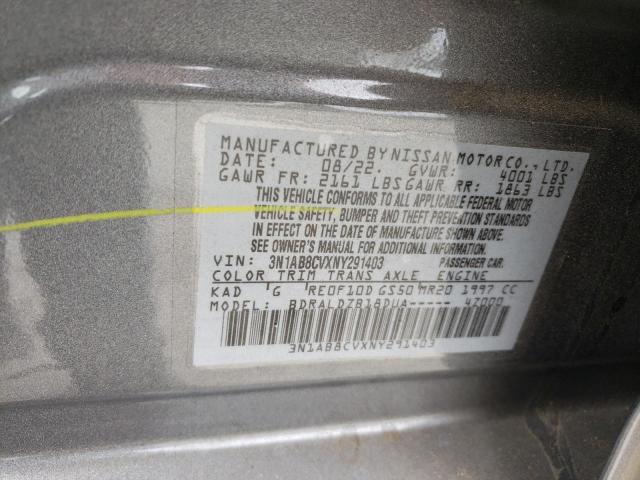 MANUFACTURED BY NISSAN MOTOR CO., LTD.
DATE: 08/22. GVWR: 4001 LBS
GAWR FR: 2161 LBS GAWR RR: 1863 LBS
THIS VEHICLE CONFORMS TO ALL APPLICABLE FEDERAL MOTOR
VEHICLE SAFETY, BUMPER AND THEFT PREVENTION STANDARDS
IN EFFECT ON THE DATE OF MANUFACTURE SHOWN ABOVE.
SEE OWNER'S MANUAL FOR ADDITIONAL INFORMATION.
VIN: 3N1AB8CVXNY291403 PASSENGER CAR.
COLOR TRIM TRANS AXLE ENGINE
KAD G RE0F10D GS50 MR20 1997 CC
MODEL: BDRALDZB18DUA----- 47000
3N1AB8CVXNY291403